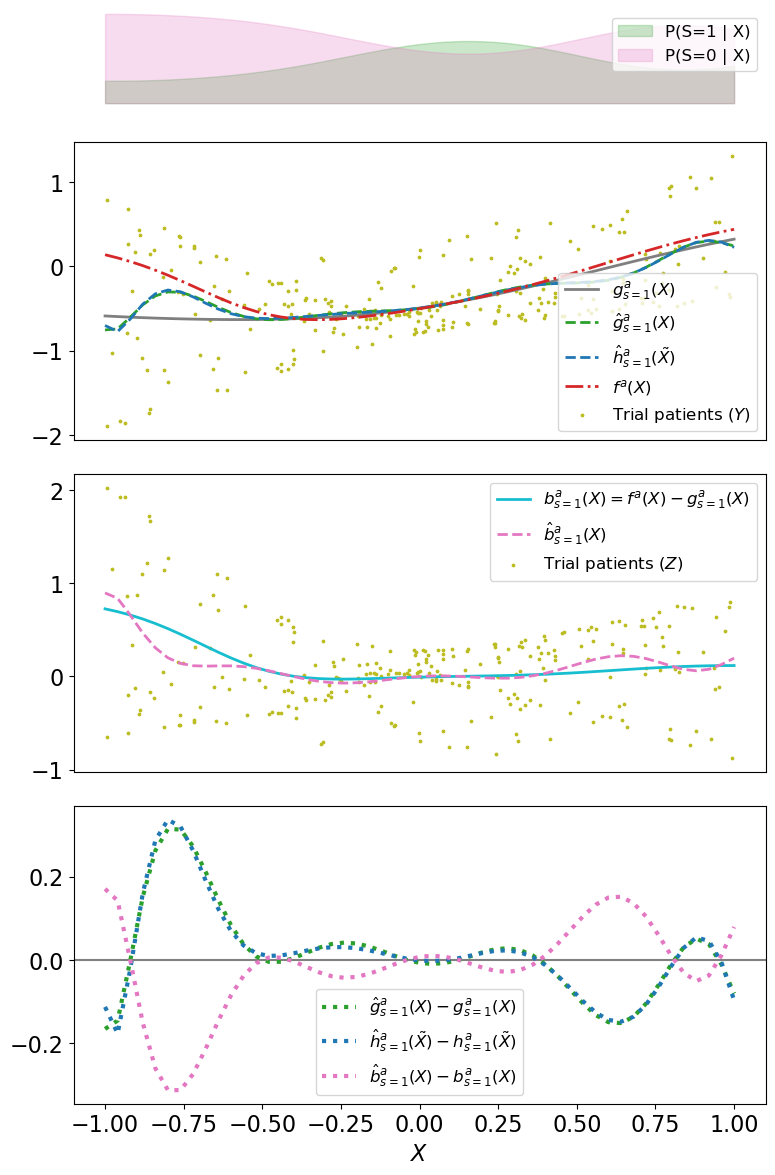 P(S=1 | X)
P(S=0 | X)
1
0
−1
−2
g^a_{s=1}(X)
ĝ^a_{s=1}(X)
ĥ^a_{s=1}(X̃)
f^a(X)
Trial patients (Y)
2
1
0
−1
b^a_{s=1}(X) = f^a(X) − g^a_{s=1}(X)
b̂^a_{s=1}(X)
Trial patients (Z)
0.2
0.0
−0.2
ĝ^a_{s=1}(X) − g^a_{s=1}(X)
ĥ^a_{s=1}(X̃) − h^a_{s=1}(X̃)
b̂^a_{s=1}(X) − b^a_{s=1}(X)
−1.00 −0.75 −0.50 −0.25 0.00 0.25 0.50 0.75 1.00
X